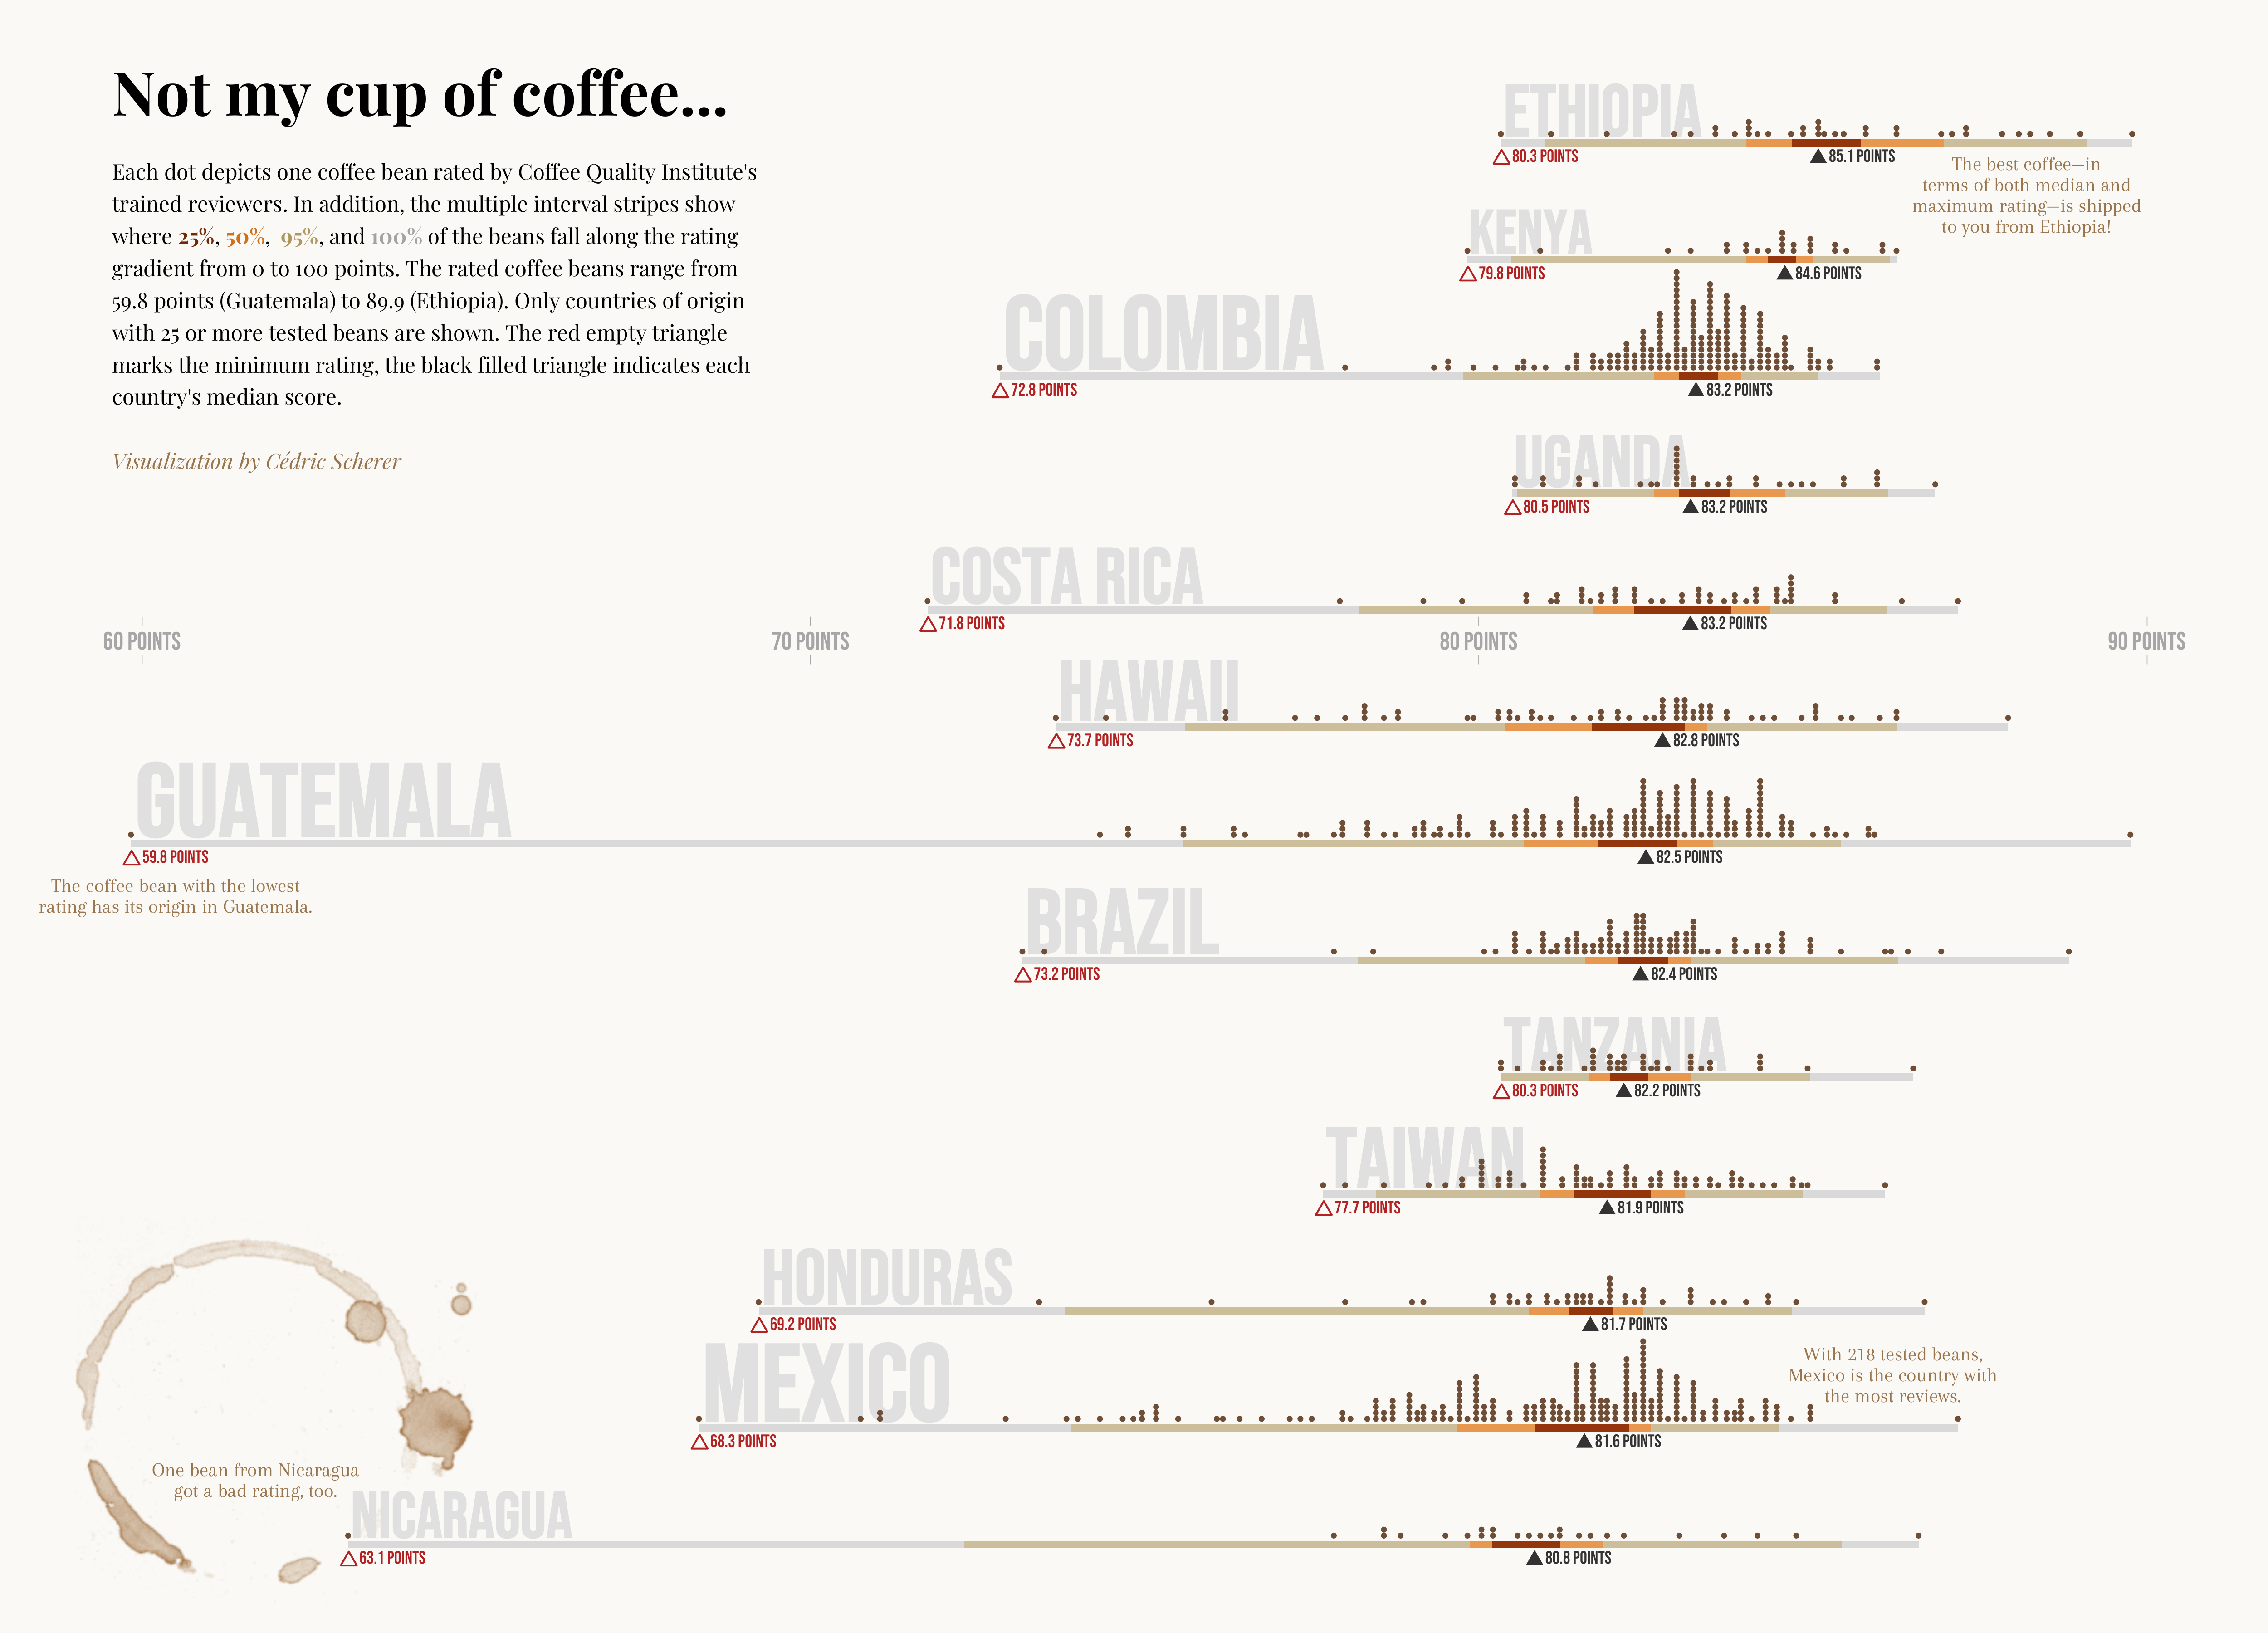 Not my cup of coffee...
Each dot depicts one coffee bean rated by Coffee Quality Institute's
trained reviewers. In addition, the multiple interval stripes show
where 25%, 50%, 95%, and 100% of the beans fall along the rating
gradient from 0 to 100 points. The rated coffee beans range from
59.8 points (Guatemala) to 89.9 (Ethiopia). Only countries of origin
with 25 or more tested beans are shown. The red empty triangle
marks the minimum rating, the black filled triangle indicates each
country's median score.
Visualization by Cédric Scherer
ETHIOPIA
80.3 POINTS
85.1 POINTS
The best coffee—in
terms of both median and
maximum rating—is shipped
to you from Ethiopia!
KENYA
79.8 POINTS
84.6 POINTS
COLOMBIA
72.8 POINTS
83.2 POINTS
UGANDA
80.5 POINTS
83.2 POINTS
COSTA RICA
71.8 POINTS
83.2 POINTS
60 POINTS
70 POINTS
80 POINTS
90 POINTS
HAWAII
73.7 POINTS
82.8 POINTS
GUATEMALA
59.8 POINTS
82.5 POINTS
The coffee bean with the lowest
rating has its origin in Guatemala.
BRAZIL
73.2 POINTS
82.4 POINTS
TANZANIA
80.3 POINTS
82.2 POINTS
TAIWAN
77.7 POINTS
81.9 POINTS
HONDURAS
69.2 POINTS
81.7 POINTS
MEXICO
68.3 POINTS
81.6 POINTS
With 218 tested beans,
Mexico is the country with
the most reviews.
One bean from Nicaragua
got a bad rating, too.
NICARAGUA
63.1 POINTS
80.8 POINTS